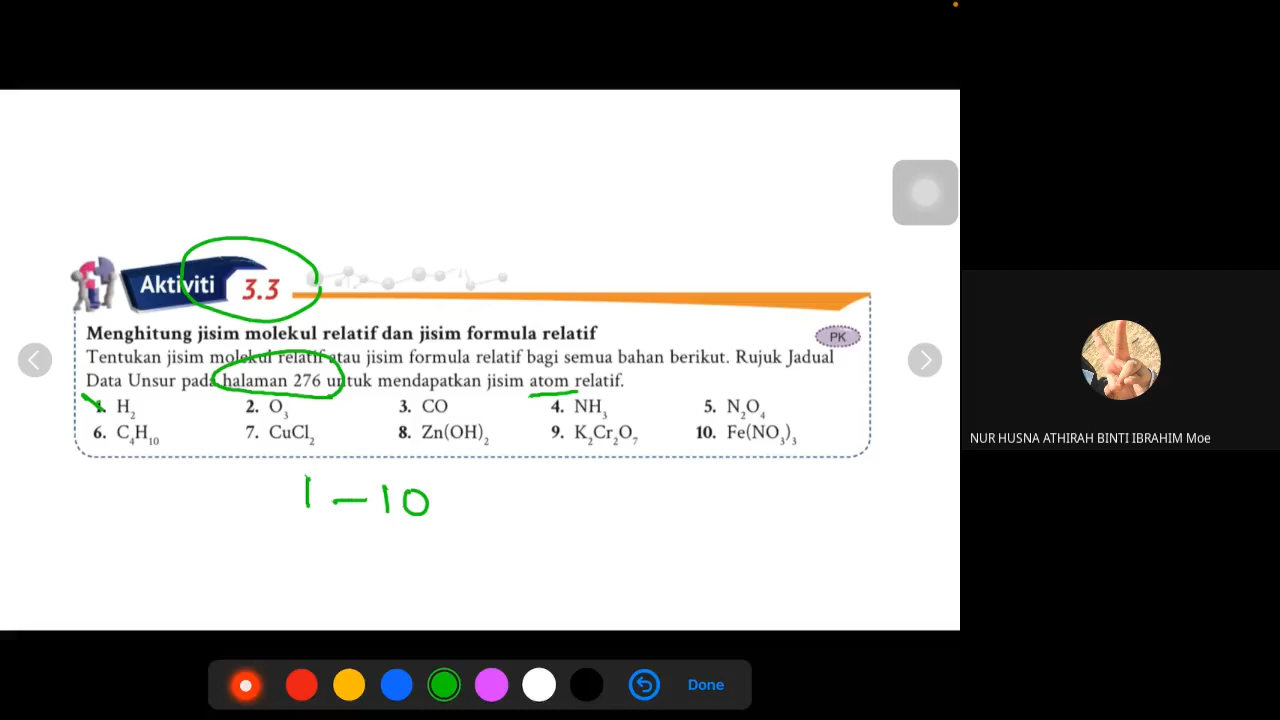 Aktiviti 3.3
Menghitung jisim molekul relatif dan jisim formula relatif
PK
Tentukan jisim molekul relatif atau jisim formula relatif bagi semua bahan berikut. Rujuk Jadual
Data Unsur pada halaman 276 untuk mendapatkan jisim atom relatif.
1. H₂ 2. O₃ 3. CO 4. NH₃ 5. N₂O₄
6. C₄H₁₀ 7. CuCl₂ 8. Zn(OH)₂ 9. K₂Cr₂O₇ 10. Fe(NO₃)₃
1 – 10
NUR HUSNA ATHIRAH BINTI IBRAHIM Moe
Done